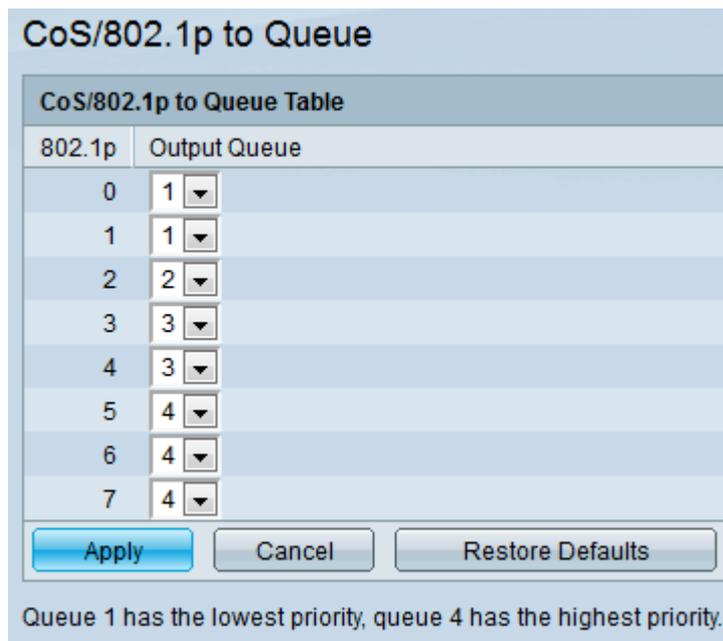 CoS/802.1p to Queue
CoS/802.1p to Queue Table
802.1p Output Queue
0 1
1 1
2 2
3 3
4 3
5 4
6 4
7 4
Apply Cancel Restore Defaults
Queue 1 has the lowest priority, queue 4 has the highest priority.